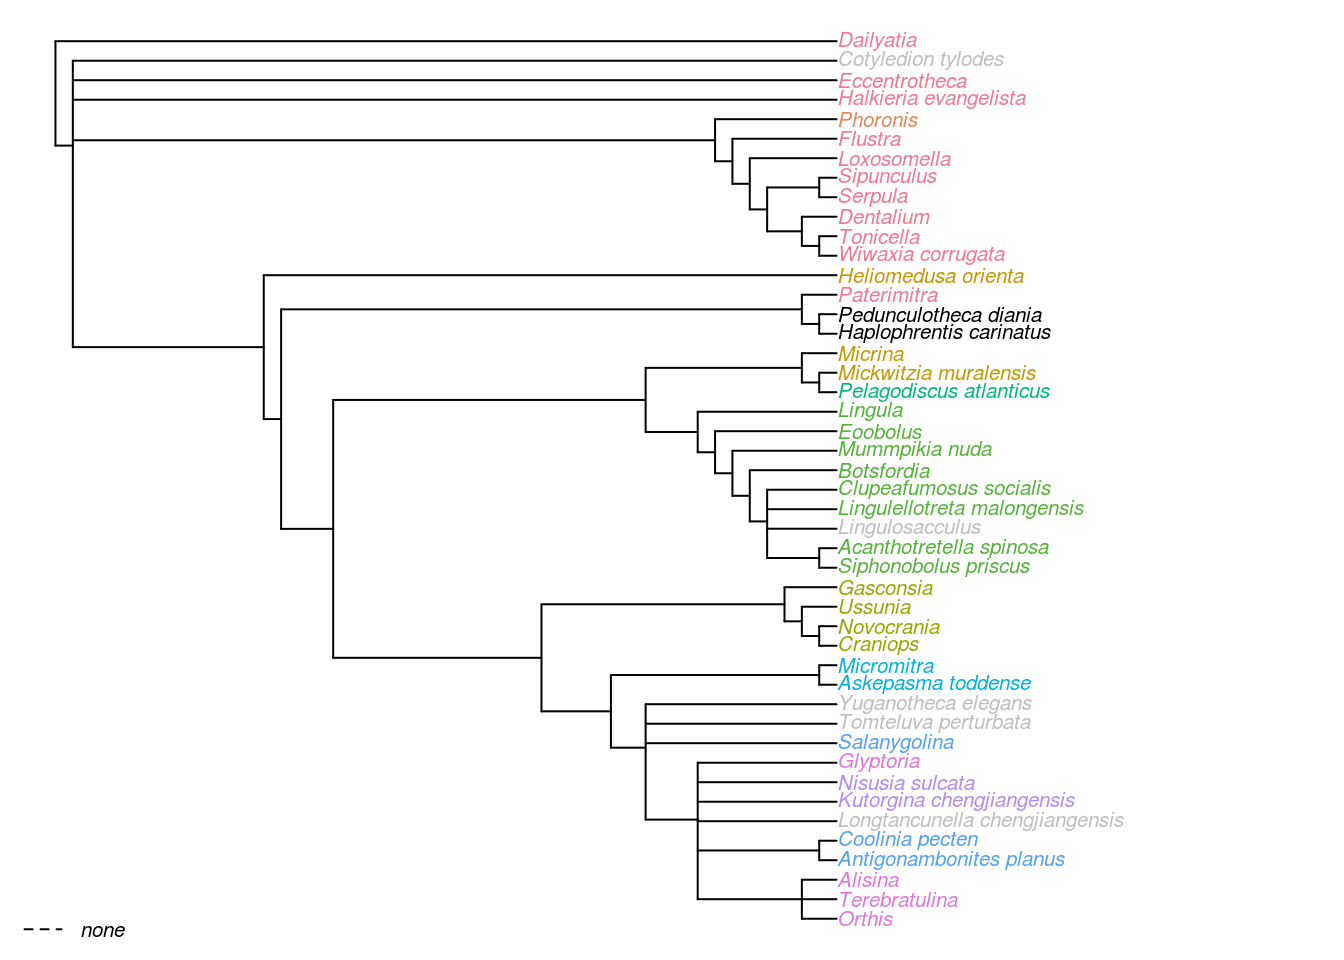 Dailyatia
Cotyledion tylodes
Eccentrotheca
Halkieria evangelista
Phoronis
Flustra
Loxosomella
Sipunculus
Serpula
Dentalium
Tonicella
Wiwaxia corrugata
Heliomedusa orienta
Paterimitra
Pedunculotheca diania
Haplophrentis carinatus
Micrina
Mickwitzia muralensis
Pelagodiscus atlanticus
Lingula
Eoobolus
Mummpikia nuda
Botsfordia
Clupeafumosus socialis
Lingulellotreta malongensis
Lingulosacculus
Acanthotretella spinosa
Siphonobolus priscus
Gasconsia
Ussunia
Novocrania
Craniops
Micromitra
Askepasma toddense
Yuganotheca elegans
Tomteluva perturbata
Salanygolina
Glyptoria
Nisusia sulcata
Kutorgina chengjiangensis
Longtancunella chengjiangensis
Coolinia pecten
Antigonambonites planus
Alisina
Terebratulina
Orthis
none